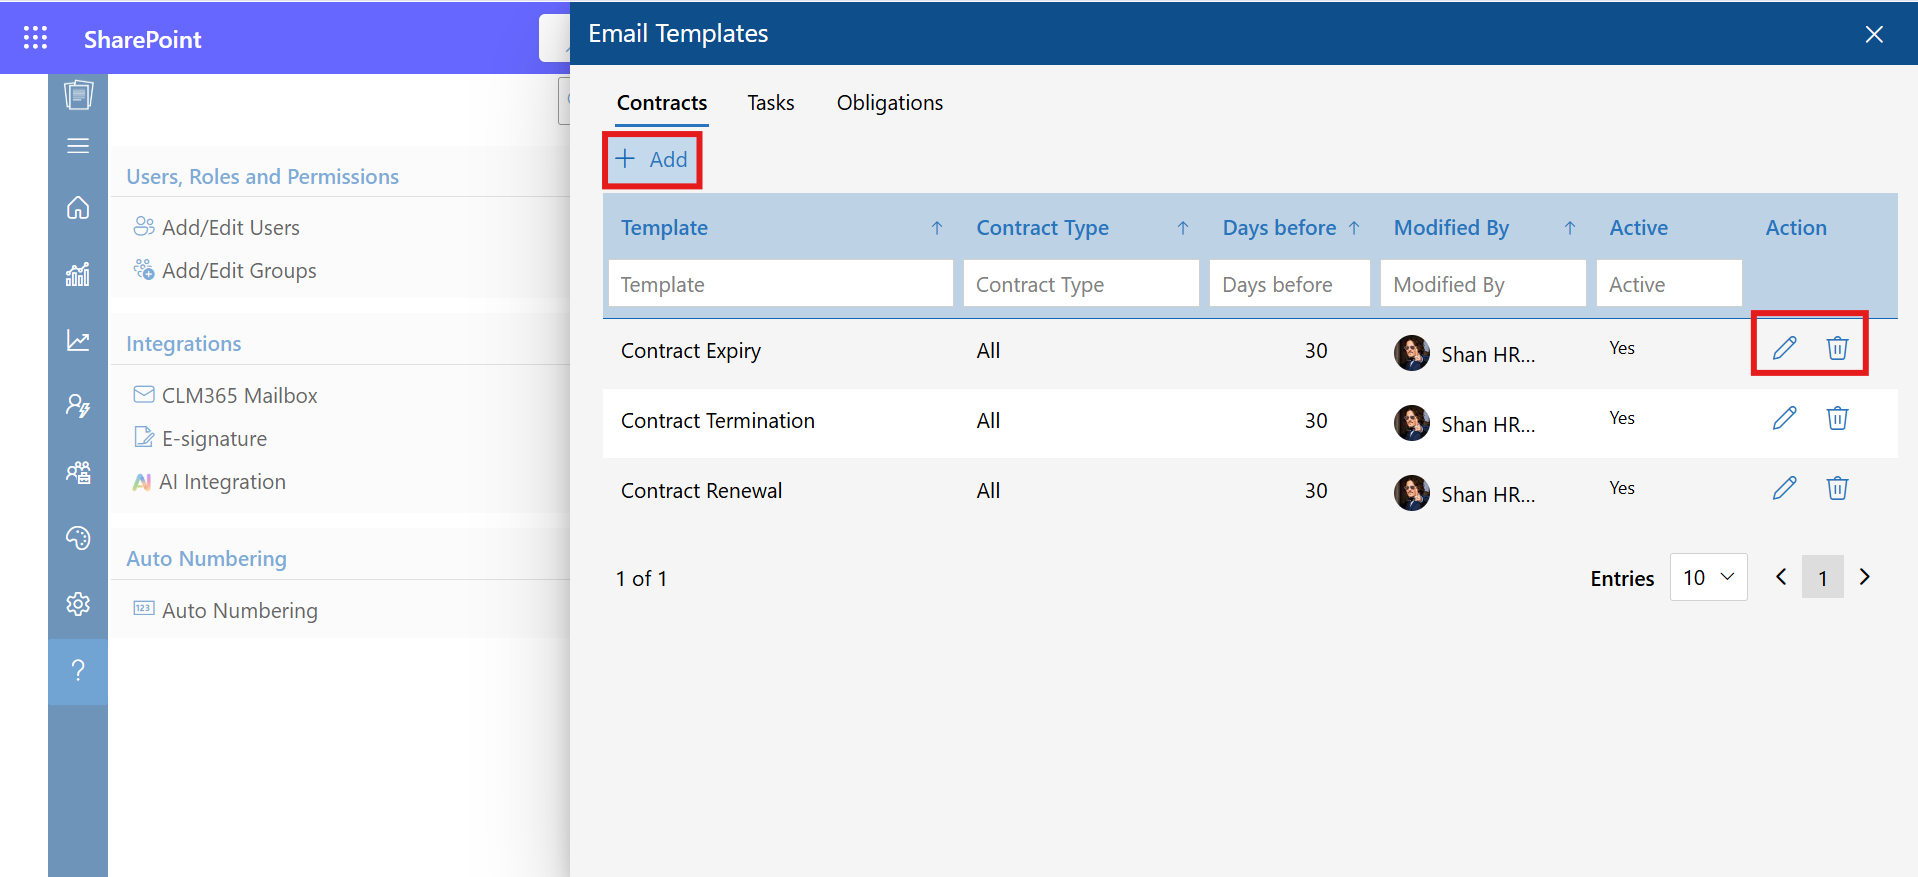 SharePoint
Email Templates
Contracts Tasks Obligations
Add
Template Contract Type Days before Modified By Active Action
Template Contract Type Days before Modified By Active
Contract Expiry All 30 Shan HR... Yes
Contract Termination All 30 Shan HR... Yes
Contract Renewal All 30 Shan HR... Yes
1 of 1 Entries 10 1
Users, Roles and Permissions
Add/Edit Users
Add/Edit Groups
Integrations
CLM365 Mailbox
E-signature
AI AI Integration
Auto Numbering
123 Auto Numbering
?